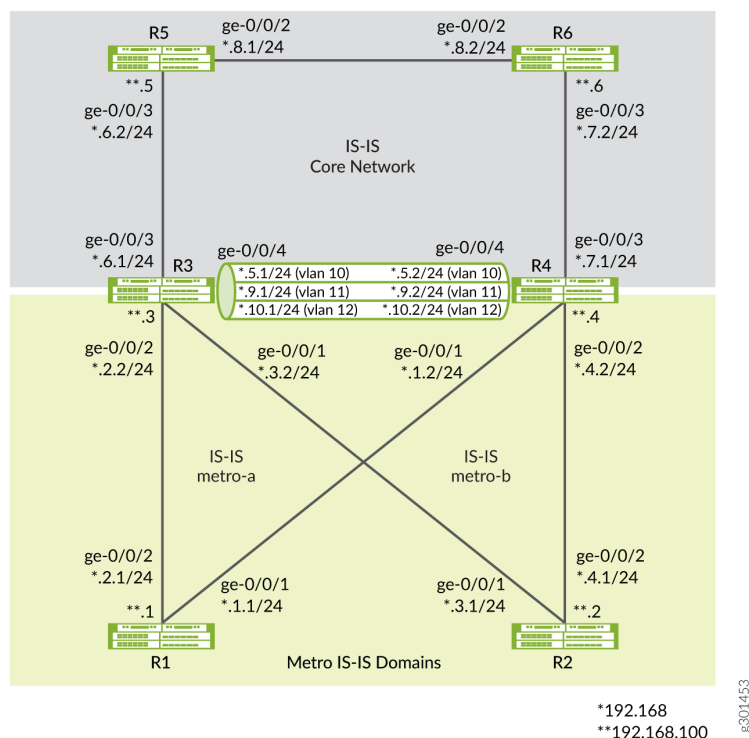 R5
ge-0/0/2
*.8.1/24
ge-0/0/2
*.8.2/24
R6
**.5
**.6
ge-0/0/3
*.6.2/24
ge-0/0/3
*.7.2/24
IS-IS
Core Network
ge-0/0/3
*.6.1/24
R3
ge-0/0/4
ge-0/0/4
R4
ge-0/0/3
*.7.1/24
*.5.1/24 (vlan 10) *.5.2/24 (vlan 10)
*.9.1/24 (vlan 11) *.9.2/24 (vlan 11)
*.10.1/24 (vlan 12) *.10.2/24 (vlan 12)
**.3
**.4
ge-0/0/2
*.2.2/24
ge-0/0/1
*.3.2/24
ge-0/0/1
*.1.2/24
ge-0/0/2
*.4.2/24
IS-IS
metro-a
IS-IS
metro-b
ge-0/0/2
*.2.1/24
ge-0/0/1
*.1.1/24
ge-0/0/1
*.3.1/24
ge-0/0/2
*.4.1/24
**.1
**.2
R1
Metro IS-IS Domains
R2
*192.168
**192.168.100
g301453